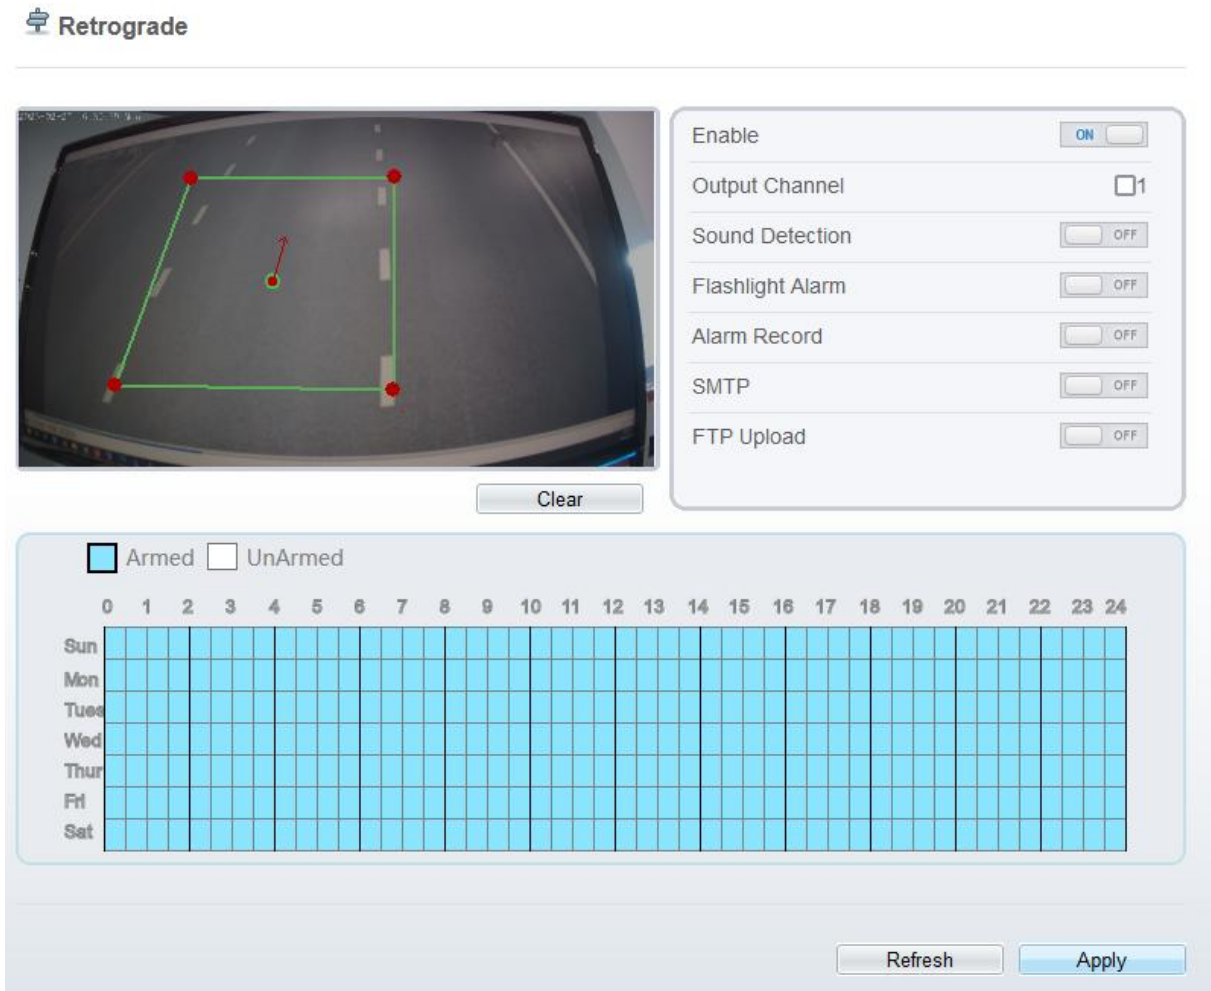 Retrograde
Enable ON
Output Channel 1
Sound Detection OFF
Flashlight Alarm OFF
Alarm Record OFF
SMTP OFF
FTP Upload OFF
Clear
Armed UnArmed
0 1 2 3 4 5 6 7 8 9 10 11 12 13 14 15 16 17 18 19 20 21 22 23 24
Sun
Mon
Tues
Wed
Thur
Fri
Sat
Refresh Apply